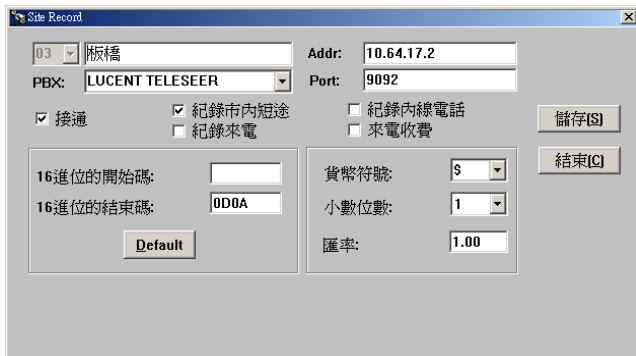 Site Record
03 板橋 Addr: 10.64.17.2
PBX: LUCENT TELESEER Port: 9092
接通 紀錄市內短途 紀錄內線電話 儲存[S]
紀錄來電 來電收費
結束[C]
16進位的開始碼: 貨幣符號: $
16進位的結束碼: 0D0A 小數位數: 1
Default 匯率: 1.00